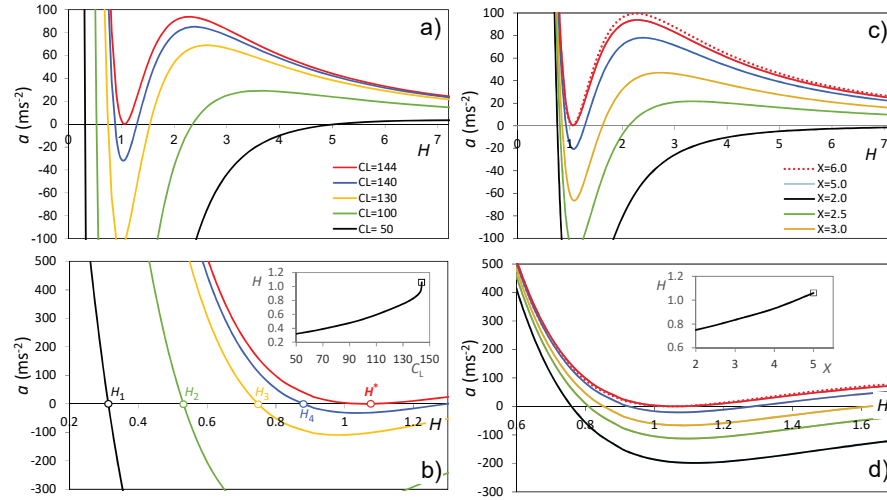 a)
a (ms-2)
100
80
60
40
20
0
-20
-40
-60
-80
-100
0
1
2
3
4
5
6
7
H
CL=144
CL=140
CL=130
CL=100
CL= 50
c)
a (ms-2)
100
80
60
40
20
0
-20
-40
-60
-80
-100
0
1
2
3
4
5
6
7
H
X=6.0
X=5.0
X=2.0
X=2.5
X=3.0
b)
a (ms-2)
500
400
300
200
100
0
-100
-200
-300
0.2
0.4
0.6
0.8
1
1.2
H
H1
H2
H3
H4
H*
H
1.2
1.0
0.8
0.6
0.4
0.2
50
70
90
110
130
150
CL
d)
a (ms-2)
500
400
300
200
100
0
-100
-200
-300
0.6
0.8
1
1.2
1.4
1.6
H
H
1.2
1.0
0.8
0.6
2
3
4
5
6
X